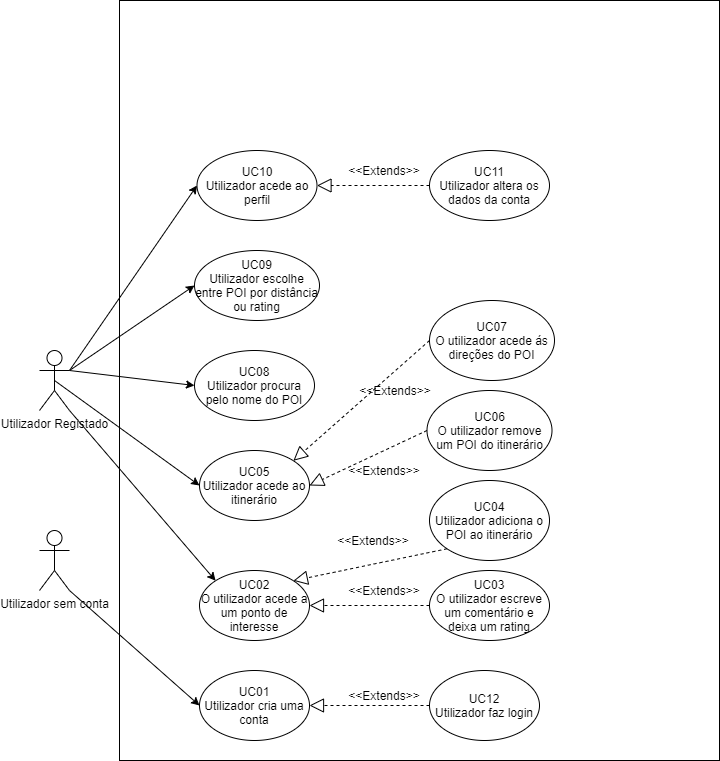 UC10
Utilizador acede ao
perfil
<<Extends>>
UC11
Utilizador altera os
dados da conta
UC09
Utilizador escolhe
entre POI por distância
ou rating
UC07
O utilizador acede ás
direções do POI
UC08
Utilizador procura
pelo nome do POI
<<Extends>>
UC06
O utilizador remove
um POI do itinerário
Utilizador Registado
UC05
Utilizador acede ao
itinerário
<<Extends>>
UC04
Utilizador adiciona o
POI ao itinerário
<<Extends>>
UC02
O utilizador acede a
um ponto de
interesse
<<Extends>>
UC03
O utilizador escreve
um comentário e
deixa um rating
Utilizador sem conta
UC01
Utilizador cria uma
conta
<<Extends>>
UC12
Utilizador faz login